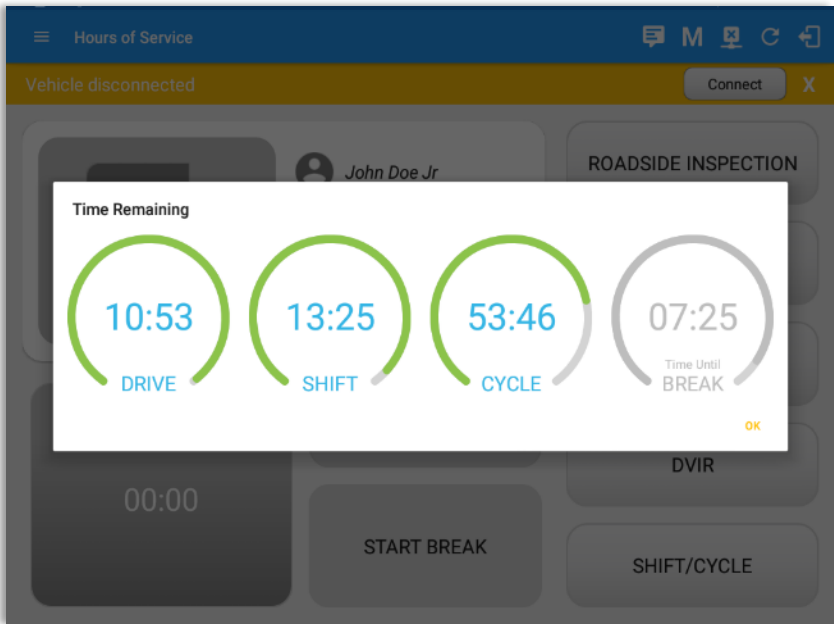 Hours of Service
M
Vehicle disconnected
Connect
X
John Doe Jr
ROADSIDE INSPECTION
Time Remaining
10:53
DRIVE
13:25
SHIFT
53:46
CYCLE
07:25
Time Until
BREAK
OK
DVIR
00:00
START BREAK
SHIFT/CYCLE